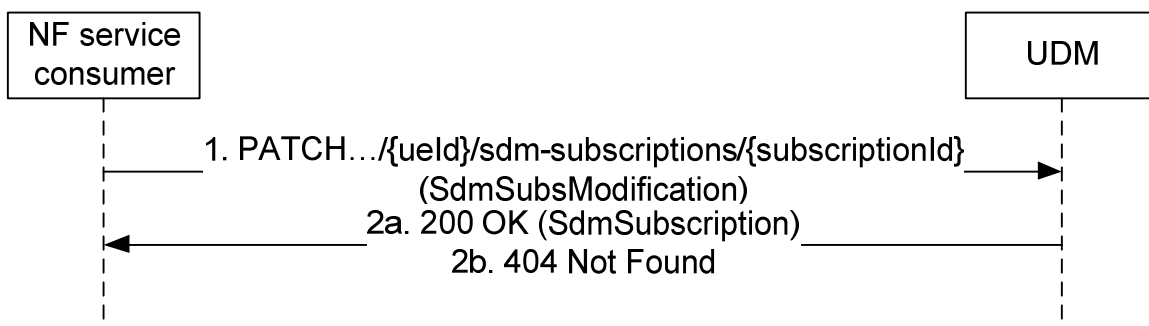 NF service
consumer
UDM
1. PATCH…/{ueId}/sdm-subscriptions/{subscriptionId}
(SdmSubsModification)
2a. 200 OK (SdmSubscription)
2b. 404 Not Found